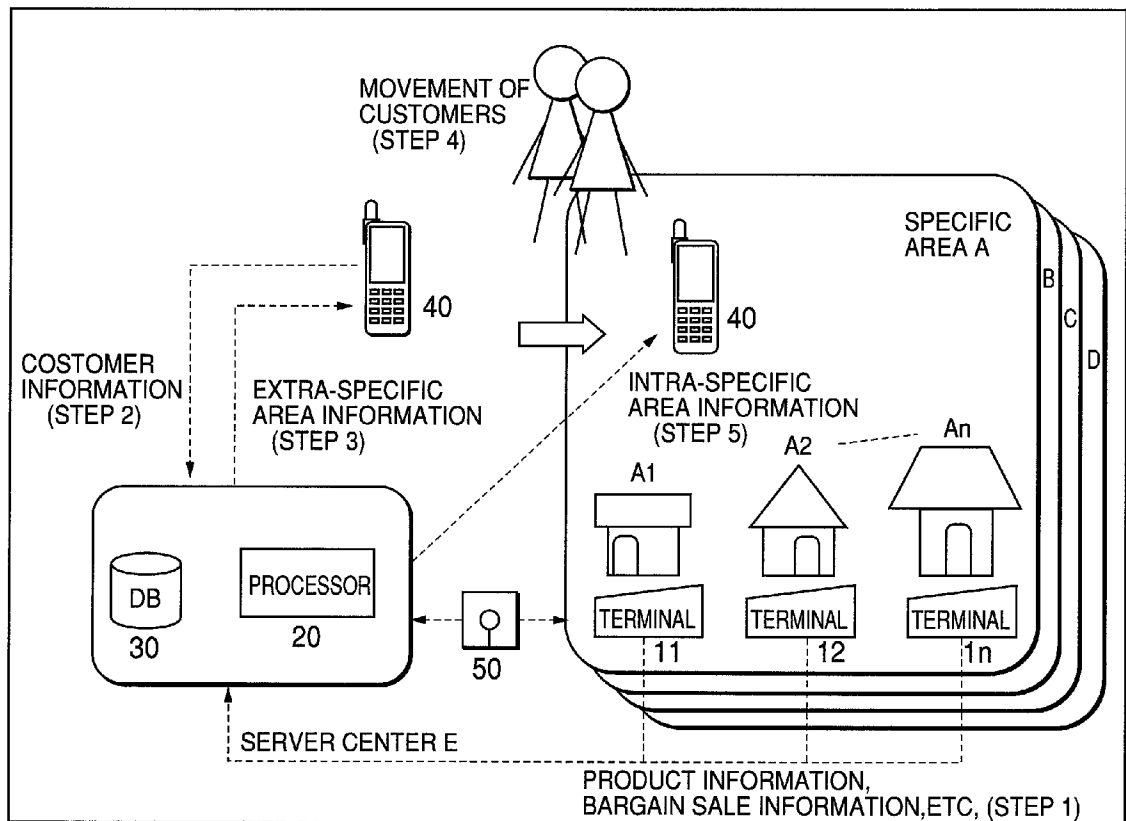 MOVEMENT OF
CUSTOMERS
(STEP 4)
SPECIFIC
AREA A
B
C
D
40
40
COSTOMER
INFORMATION
(STEP 2)
EXTRA-SPECIFIC
AREA INFORMATION
(STEP 3)
INTRA-SPECIFIC
AREA INFORMATION
(STEP 5)
A1
A2
An
DB
30
PROCESSOR
20
50
TERMINAL
11
TERMINAL
12
TERMINAL
1n
SERVER CENTER E
PRODUCT INFORMATION,
BARGAIN SALE INFORMATION,ETC, (STEP 1)